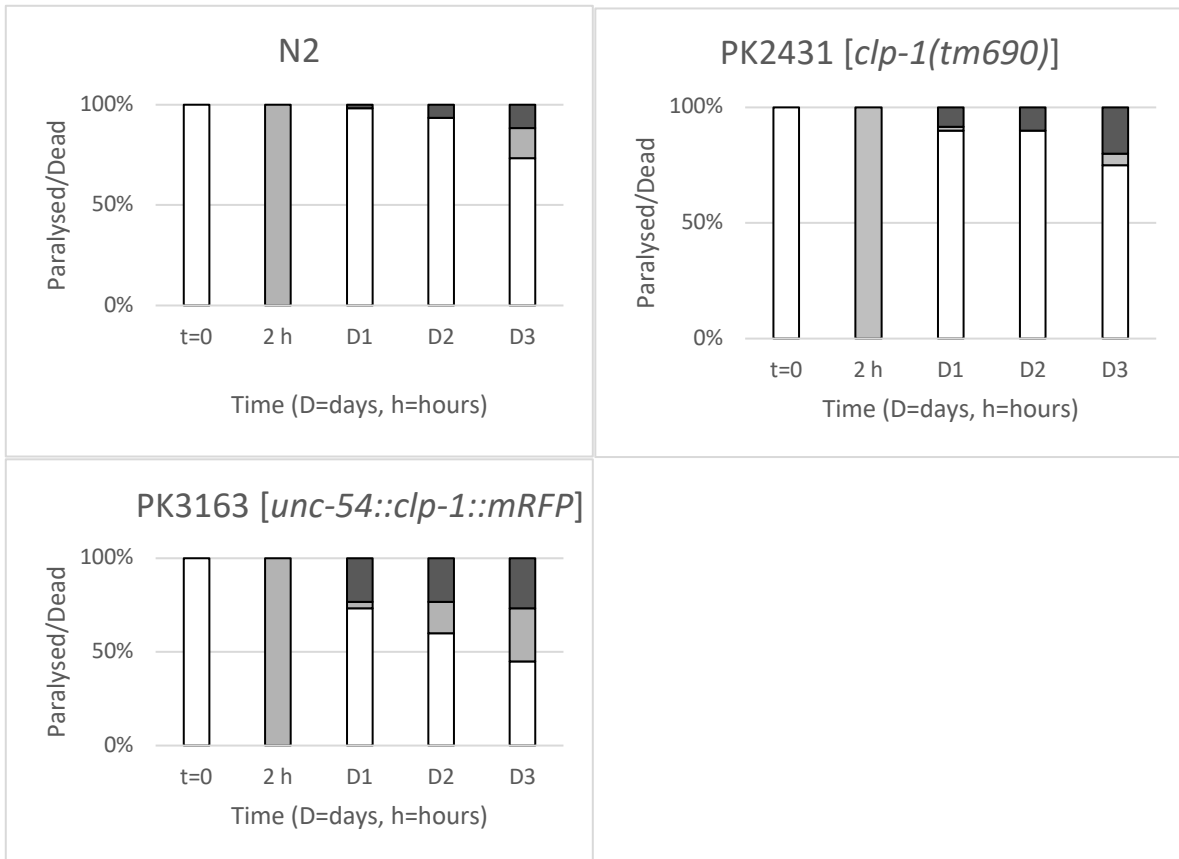 N2
100%
50%
0%
Paralysed/Dead
t=0 2 h D1 D2 D3
Time (D=days, h=hours)
PK2431 [clp-1(tm690)]
100%
50%
0%
Paralysed/Dead
t=0 2 h D1 D2 D3
Time (D=days, h=hours)
PK3163 [unc-54::clp-1::mRFP]
100%
50%
0%
Paralysed/Dead
t=0 2 h D1 D2 D3
Time (D=days, h=hours)